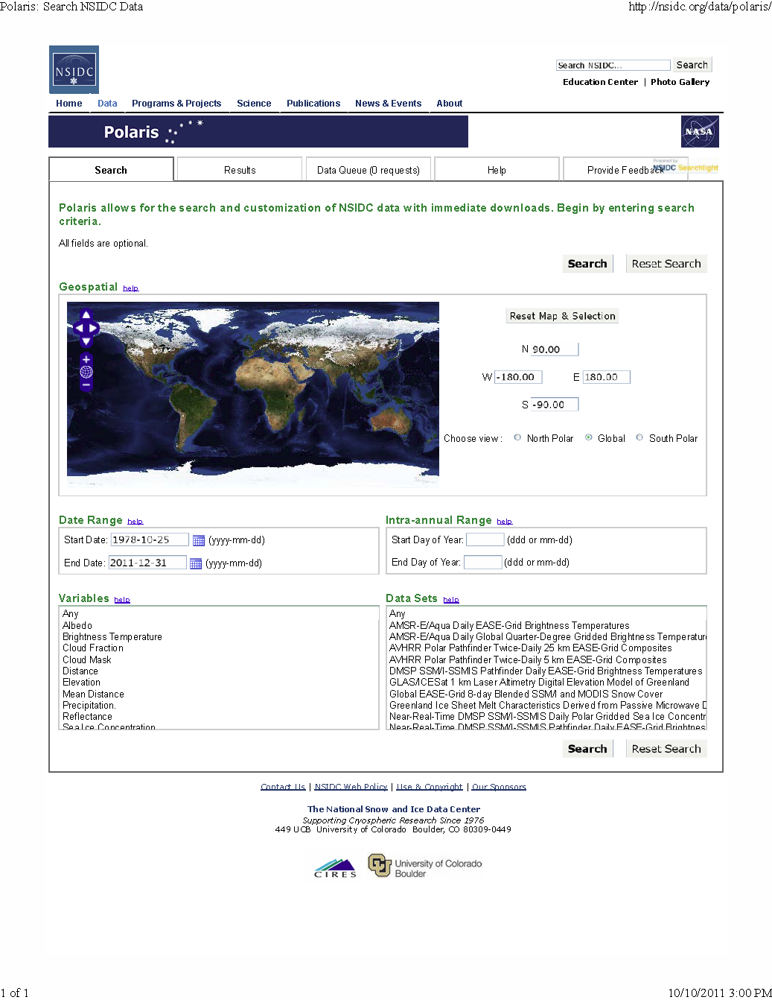 Polaris: Search NSIDC Data
http://nsidc.org/data/polaris/
NSIDC
Search NSIDC...
Search
Education Center | Photo Gallery
Home Data Programs & Projects Science Publications News & Events About
Polaris
NASA
Search Results Data Queue (0 requests) Help Provide Feedback
Powered by
NSIDC Searchlight
Polaris allows for the search and customization of NSIDC data with immediate downloads. Begin by entering search
criteria.
All fields are optional.
Search Reset Search
Geospatial help
Reset Map & Selection
N 90.00
W -180.00 E 180.00
S -90.00
Choose view: North Polar Global South Polar
Date Range help
Start Date: 1978-10-25 (yyyy-mm-dd)
End Date: 2011-12-31 (yyyy-mm-dd)
Intra-annual Range help
Start Day of Year: (ddd or mm-dd)
End Day of Year: (ddd or mm-dd)
Variables help
Any
Albedo
Brightness Temperature
Cloud Fraction
Cloud Mask
Distance
Elevation
Mean Distance
Precipitation.
Reflectance
Sea Ice Concentration
Data Sets help
Any
AMSR-E/Aqua Daily EASE-Grid Brightness Temperatures
AMSR-E/Aqua Daily Global Quarter-Degree Gridded Brightness Temperatur
AVHRR Polar Pathfinder Twice-Daily 25 km EASE-Grid Composites
AVHRR Polar Pathfinder Twice-Daily 5 km EASE-Grid Composites
DMSP SSM/I-SSMIS Pathfinder Daily EASE-Grid Brightness Temperatures
GLAS/ICESat 1 km Laser Altimetry Digital Elevation Model of Greenland
Global EASE-Grid 8-day Blended SSM/I and MODIS Snow Cover
Greenland Ice Sheet Melt Characteristics Derived from Passive Microwave D
Near-Real-Time DMSP SSM/I-SSMIS Daily Polar Gridded Sea Ice Concentr
Near-Real-Time DMSP SSM/I-SSMIS Pathfinder Daily EASE-Grid Brightnes
Search Reset Search
Contact Us | NSIDC Web Policy | Use & Copyright | Our Sponsors
The National Snow and Ice Data Center
Supporting Cryospheric Research Since 1976
449 UCB University of Colorado Boulder, CO 80309-0449
CIRES
CU
University of Colorado
Boulder
1 of 1
10/10/2011 3:00 PM